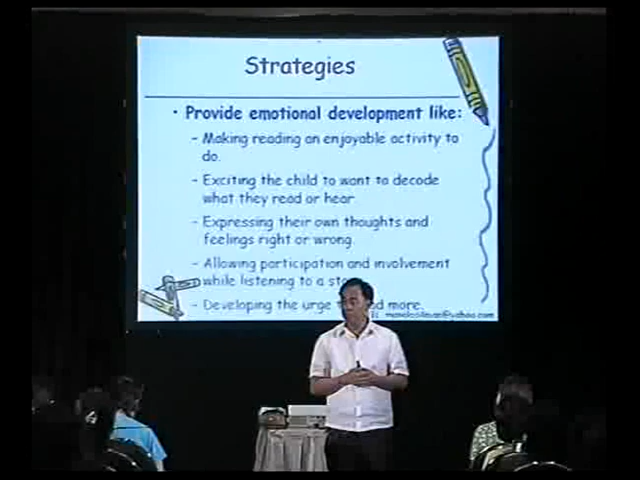 Strategies
• Provide emotional development like:
– Making reading an enjoyable activity to
do.
– Exciting the child to want to decode
what they read or hear.
– Expressing their own thoughts and
feelings right or wrong.
– Allowing participation and involvement
while listening to a
– Developing the urge more.